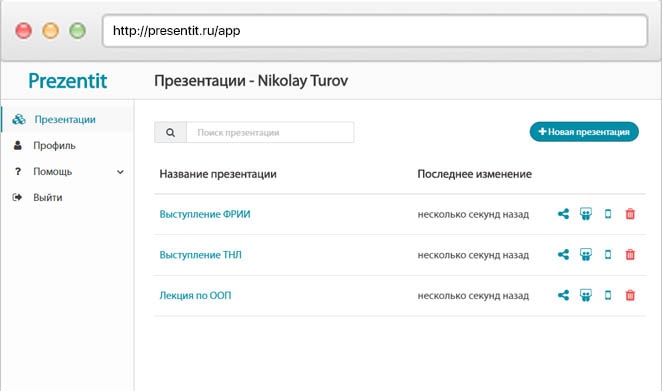 http://presentit.ru/app
Prezentit
Презентации - Nikolay Turov
Презентации
Профиль
? Помощь
Выйти
Поиск презентации
+ Новая презентация
Название презентации Последнее изменение
Выступление ФРИИ несколько секунд назад
Выступление ТНЛ несколько секунд назад
Лекция по ООП несколько секунд назад